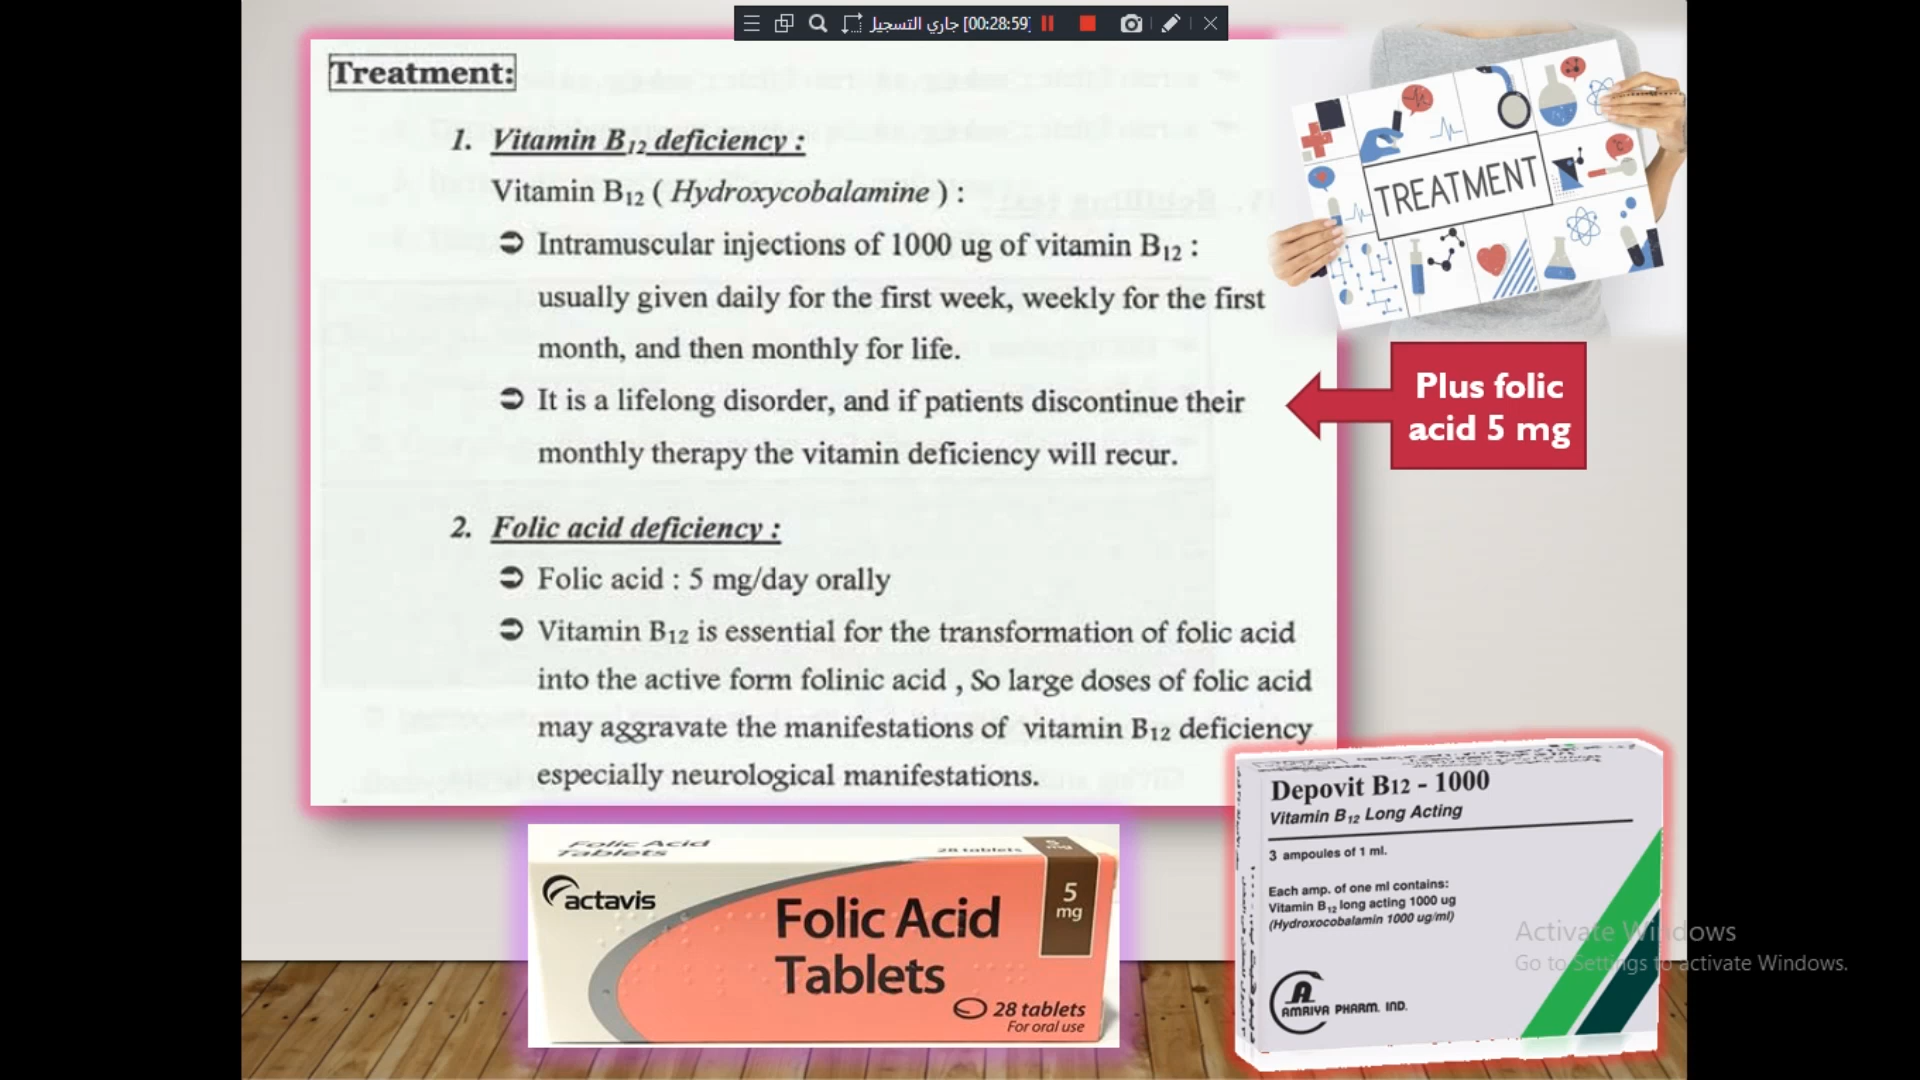 جاري التسجيل [00:28:59]
Treatment:
TREATMENT
1. Vitamin B12 deficiency :
Vitamin B12 ( Hydroxycobalamine ) :
➲ Intramuscular injections of 1000 ug of vitamin B12 :
usually given daily for the first week, weekly for the first
month, and then monthly for life.
➲ It is a lifelong disorder, and if patients discontinue their
monthly therapy the vitamin deficiency will recur.
Plus folic
acid 5 mg
2. Folic acid deficiency :
➲ Folic acid : 5 mg/day orally
➲ Vitamin B12 is essential for the transformation of folic acid
into the active form folinic acid , So large doses of folic acid
may aggravate the manifestations of vitamin B12 deficiency
especially neurological manifestations.
Folic Acid
Tablets
28 tablets
5
mg
actavis
Folic Acid
Tablets
5
mg
28 tablets
For oral use
Depovit B12 - 1000
Vitamin B12 Long Acting
3 ampoules of 1 ml.
Each amp. of one ml contains:
Vitamin B12 long acting 1000 ug
(Hydroxocobalamin 1000 ug/ml)
AMRIYA PHARM. IND.
Activate Windows
Go to Settings to activate Windows.